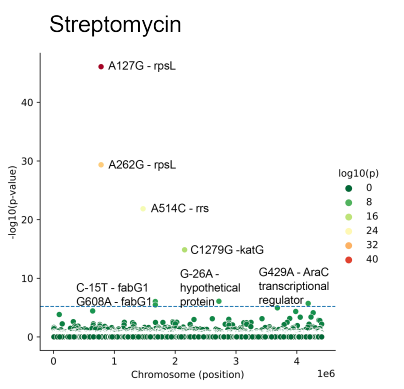 Streptomycin
A127G - rpsL
A262G - rpsL
A514C - rrs
C1279G -katG
C-15T - fabG1
G608A - fabG1
G-26A -
hypothetical
protein
G429A - AraC
transcriptional
regulator
-log10(p-value)
40
30
20
10
0
0
1
2
3
4
1e6
Chromosome (position)
log10(p)
0
8
16
24
32
40